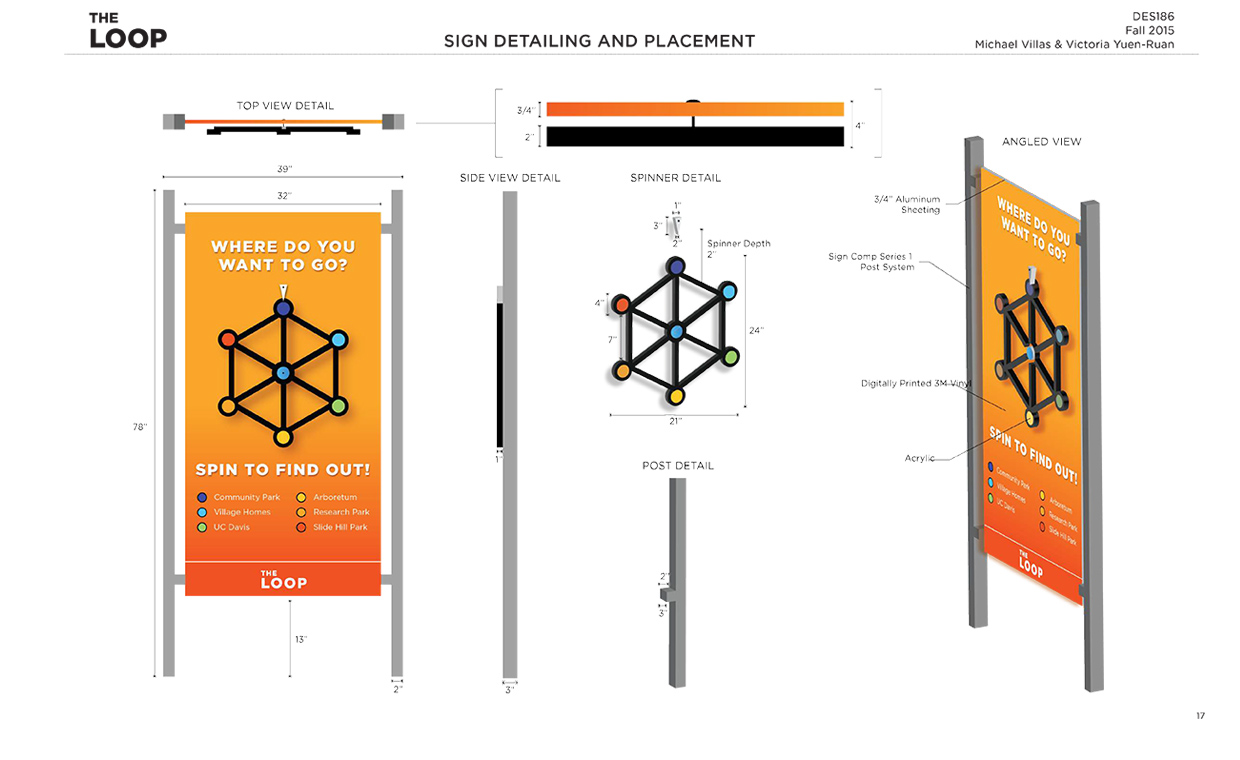 THE
LOOP
SIGN DETAILING AND PLACEMENT
DES186
Fall 2015
Michael Villas & Victoria Yuen-Ruan
TOP VIEW DETAIL
3/4"
2"
4"
39"
32"
78"
WHERE DO YOU
WANT TO GO?
SPIN TO FIND OUT!
Community Park
Village Homes
UC Davis
Arboretum
Research Park
Slide Hill Park
THE
LOOP
13"
2"
SIDE VIEW DETAIL
1"
3"
SPINNER DETAIL
1"
3"
2"
Spinner Depth
2"
4"
7"
24"
21"
POST DETAIL
2"
3"
ANGLED VIEW
3/4" Aluminum
Sheeting
Sign Comp Series 1
Post System
Digitally Printed 3M Vinyl
Acrylic
WHERE DO YOU
WANT TO GO?
SPIN TO FIND OUT!
Community Park
Village Homes
UC Davis
Arboretum
Research Park
Slide Hill Park
THE
LOOP
17